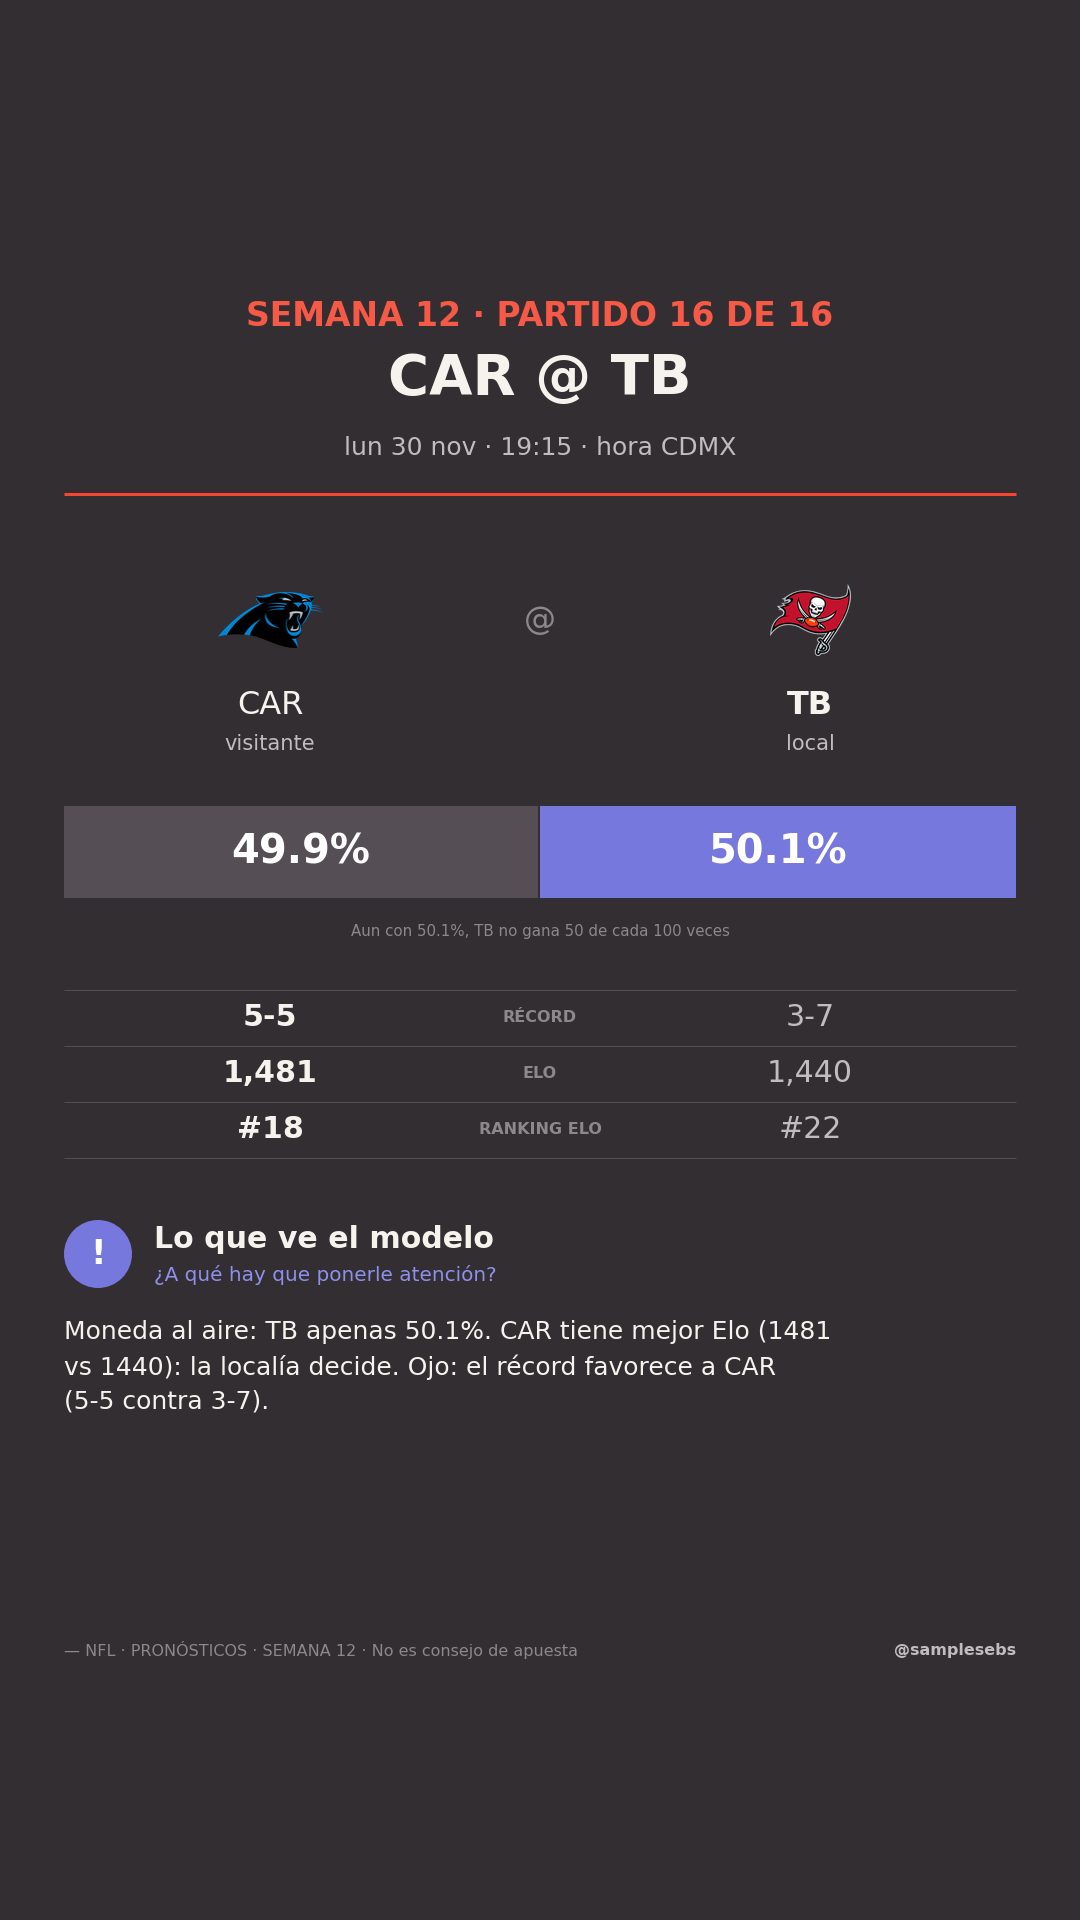 SEMANA 12 · PARTIDO 16 DE 16
CAR @ TB
lun 30 nov · 19:15 · hora CDMX
@
CAR
TB
visitante
local
49.9%
50.1%
Aun con 50.1%, TB no gana 50 de cada 100 veces
5-5 RÉCORD 3-7
1,481 ELO 1,440
#18 RANKING ELO #22
!
Lo que ve el modelo
¿A qué hay que ponerle atención?
Moneda al aire: TB apenas 50.1%. CAR tiene mejor Elo (1481
vs 1440): la localía decide. Ojo: el récord favorece a CAR
(5-5 contra 3-7).
— NFL · PRONÓSTICOS · SEMANA 12 · No es consejo de apuesta
@samplesebs